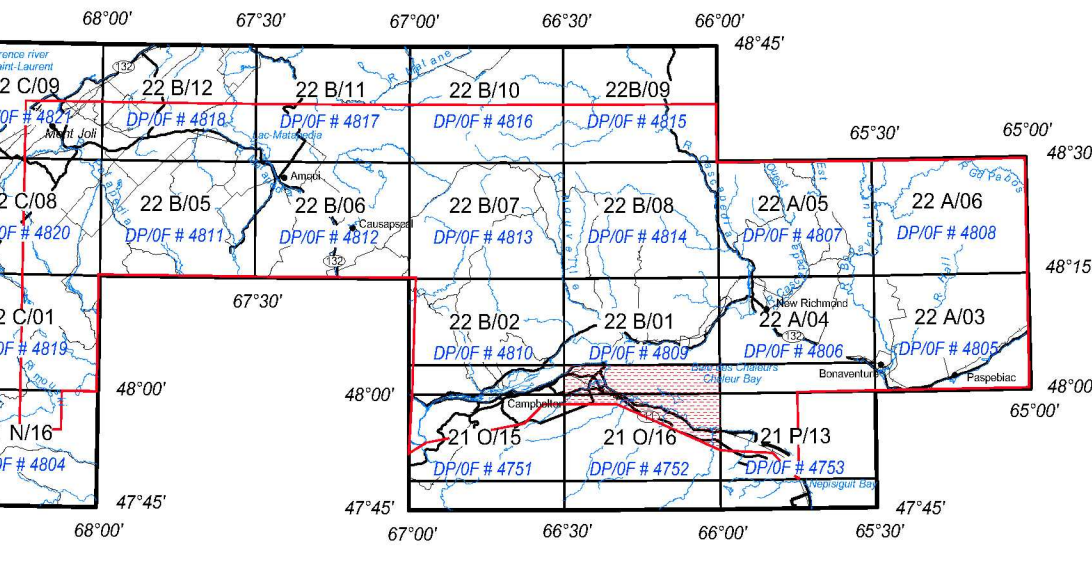 68°00' 67°30' 67°00' 66°30' 66°00'
48°45'
rence river
aint-Laurent
132
R. Matane
2 C/09 22 B/12 22 B/11 22 B/10 22B/09
/0F # 4821 DP/0F # 4818 DP/0F # 4817 DP/0F # 4816 DP/0F # 4815
Mont Joli Lac-Matapedia
65°30' 65°00'
48°30'
Amqui
2 C/08 22 B/05 22 B/06 22 B/07 22 B/08 22 A/05 22 A/06
Causapscal
0F # 4820 DP/0F # 4811 DP/0F # 4812 DP/0F # 4813 DP/0F # 4814 DP/0F # 4807 DP/0F # 4808
Ouest
Est
R. Hall
132
48°15'
67°30'
New Richmond
2 C/01 22 B/02 22 B/01 22 A/04 22 A/03
132
0F # 4819 DP/0F # 4810 DP/0F # 4809 DP/0F # 4806 DP/0F # 4805
Baie des Chaleurs
Chaleur Bay
Bonaventure Paspebiac
48°00' 48°00'
Campbellton
65°00'
N/16 21 O/15 21 O/16 21 P/13
0F # 4804 DP/0F # 4751 DP/0F # 4752 DP/0F # 4753
Nepisiguit Bay
47°45' 47°45' 47°45'
68°00' 67°00' 66°30' 66°00' 65°30'